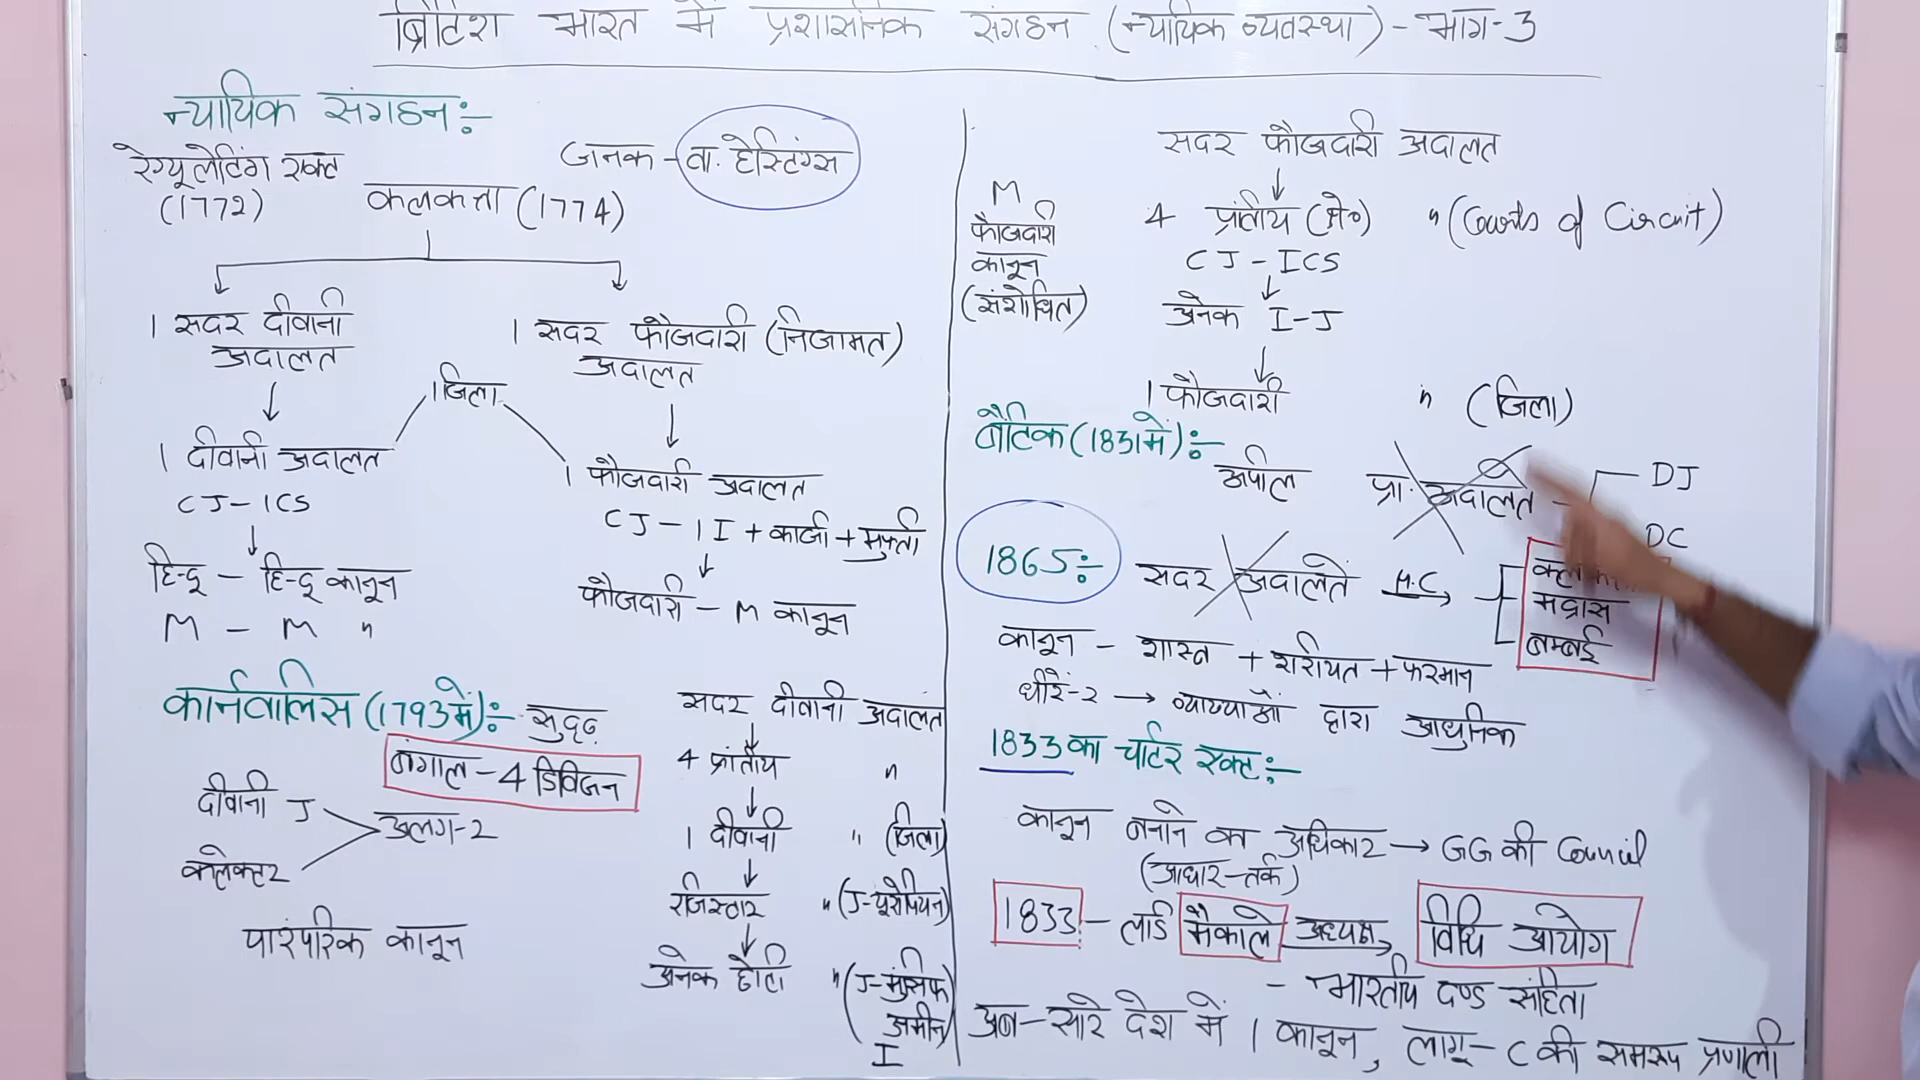 ब्रिटिश भारत में प्रशासनिक संगठन (न्यायिक व्यवस्था) - भाग-3
न्यायिक संगठन :-
रेग्यूलेटिंग एक्ट
(1772)
जनक - वा. हेस्टिंग्स
कलकत्ता (1774)
1 सदर दीवानी
अदालत
1 सदर फौजदारी (निजामत)
अदालत
1 जिला
1 दीवानी अदालत
CJ-ICS
1 फौजदारी अदालत
CJ - 1 I + काजी + मुफ्ती
हिन्दू - हिन्दू कानून
M - M "
फौजदारी - M कानून
कार्नवालिस (1793 में) :- सुदृढ़
बंगाल - 4 डिविजन
दीवानी J
अलग-2
कलेक्टर
पारंपरिक कानून
सदर दीवानी अदालत
4 प्रांतीय "
1 दीवानी " (जिला)
रजिस्टार " (J-यूरोपियन)
अनेक छोटी " (J-मुंसिफ
अमीन)
I
सदर फौजदारी अदालत
M
फौजदारी
कानून
(संशोधित)
4 प्रांतीय " (Courts of Circuit)
CJ - ICS
अनेक I-J
1 फौजदारी " (जिला)
बैंटिक (1831 में) :-
अपील प्रा. अदालत - DJ
DC
1865 :- सदर अदालतें H.C
मद्रास
बम्बई
कानून - शास्त्र + शरीयत + फरमान
धीरे-2 → व्याख्याओं द्वारा आधुनिक
1833 का चार्टर एक्ट :-
कानून बनाने का अधिकार → GG की Council
(आधार-तर्क)
1833 - लार्ड मैकाले अध्यक्ष विधि आयोग
- भारतीय दण्ड संहिता
अब - सारे देश में 1 कानून, लागू - C की समरूप प्रणाली